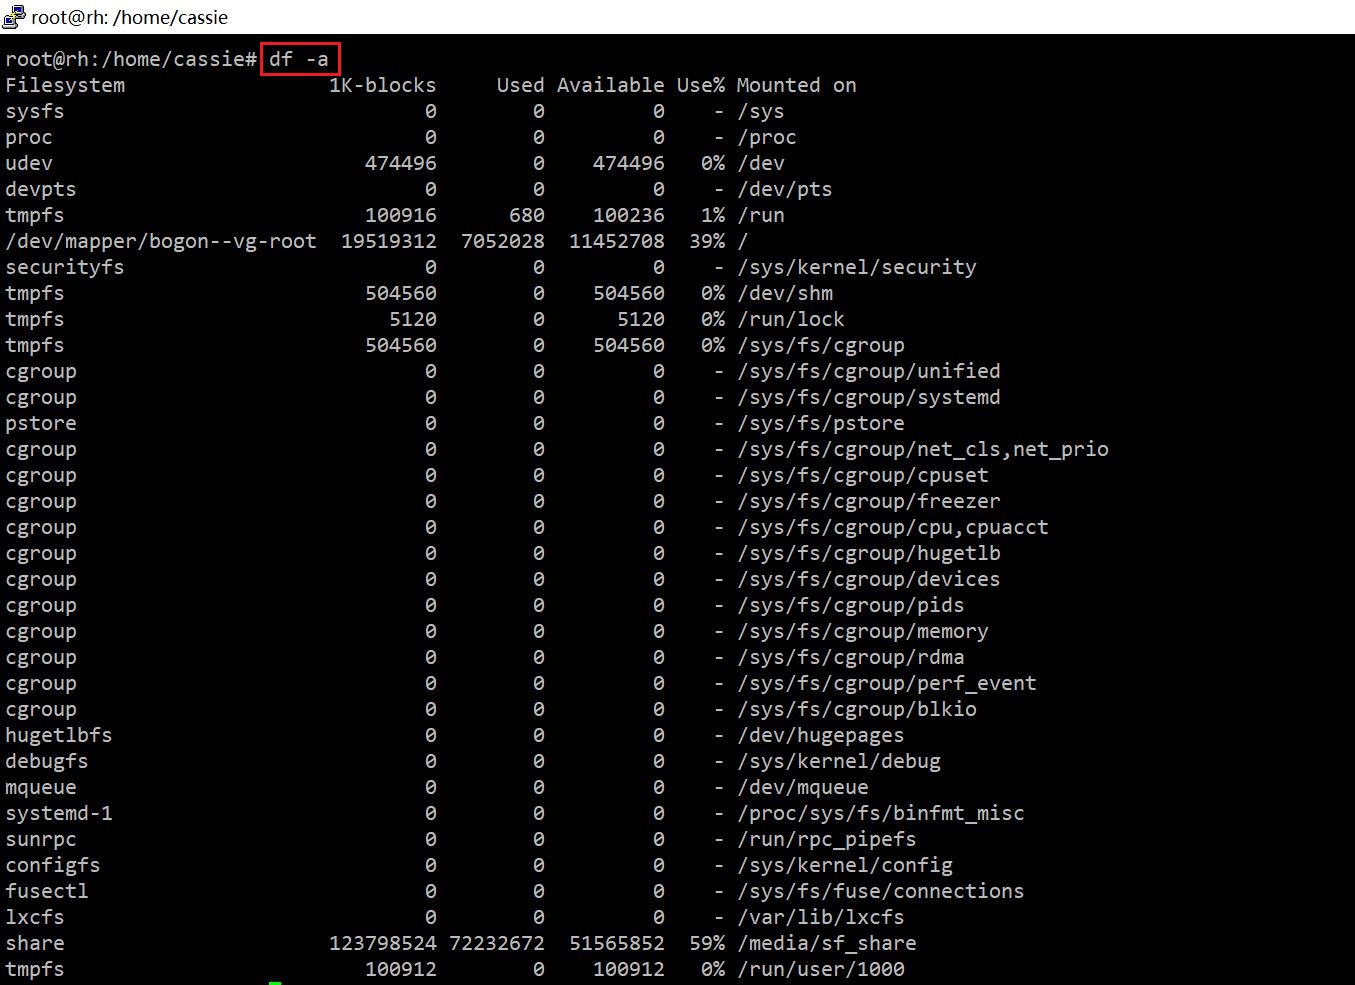 root@rh: /home/cassie
root@rh:/home/cassie# df -a
Filesystem 1K-blocks Used Available Use% Mounted on
sysfs 0 0 0 - /sys
proc 0 0 0 - /proc
udev 474496 0 474496 0% /dev
devpts 0 0 0 - /dev/pts
tmpfs 100916 680 100236 1% /run
/dev/mapper/bogon--vg-root 19519312 7052028 11452708 39% /
securityfs 0 0 0 - /sys/kernel/security
tmpfs 504560 0 504560 0% /dev/shm
tmpfs 5120 0 5120 0% /run/lock
tmpfs 504560 0 504560 0% /sys/fs/cgroup
cgroup 0 0 0 - /sys/fs/cgroup/unified
cgroup 0 0 0 - /sys/fs/cgroup/systemd
pstore 0 0 0 - /sys/fs/pstore
cgroup 0 0 0 - /sys/fs/cgroup/net_cls,net_prio
cgroup 0 0 0 - /sys/fs/cgroup/cpuset
cgroup 0 0 0 - /sys/fs/cgroup/freezer
cgroup 0 0 0 - /sys/fs/cgroup/cpu,cpuacct
cgroup 0 0 0 - /sys/fs/cgroup/hugetlb
cgroup 0 0 0 - /sys/fs/cgroup/devices
cgroup 0 0 0 - /sys/fs/cgroup/pids
cgroup 0 0 0 - /sys/fs/cgroup/memory
cgroup 0 0 0 - /sys/fs/cgroup/rdma
cgroup 0 0 0 - /sys/fs/cgroup/perf_event
cgroup 0 0 0 - /sys/fs/cgroup/blkio
hugetlbfs 0 0 0 - /dev/hugepages
debugfs 0 0 0 - /sys/kernel/debug
mqueue 0 0 0 - /dev/mqueue
systemd-1 0 0 0 - /proc/sys/fs/binfmt_misc
sunrpc 0 0 0 - /run/rpc_pipefs
configfs 0 0 0 - /sys/kernel/config
fusectl 0 0 0 - /sys/fs/fuse/connections
lxcfs 0 0 0 - /var/lib/lxcfs
share 123798524 72232672 51565852 59% /media/sf_share
tmpfs 100912 0 100912 0% /run/user/1000